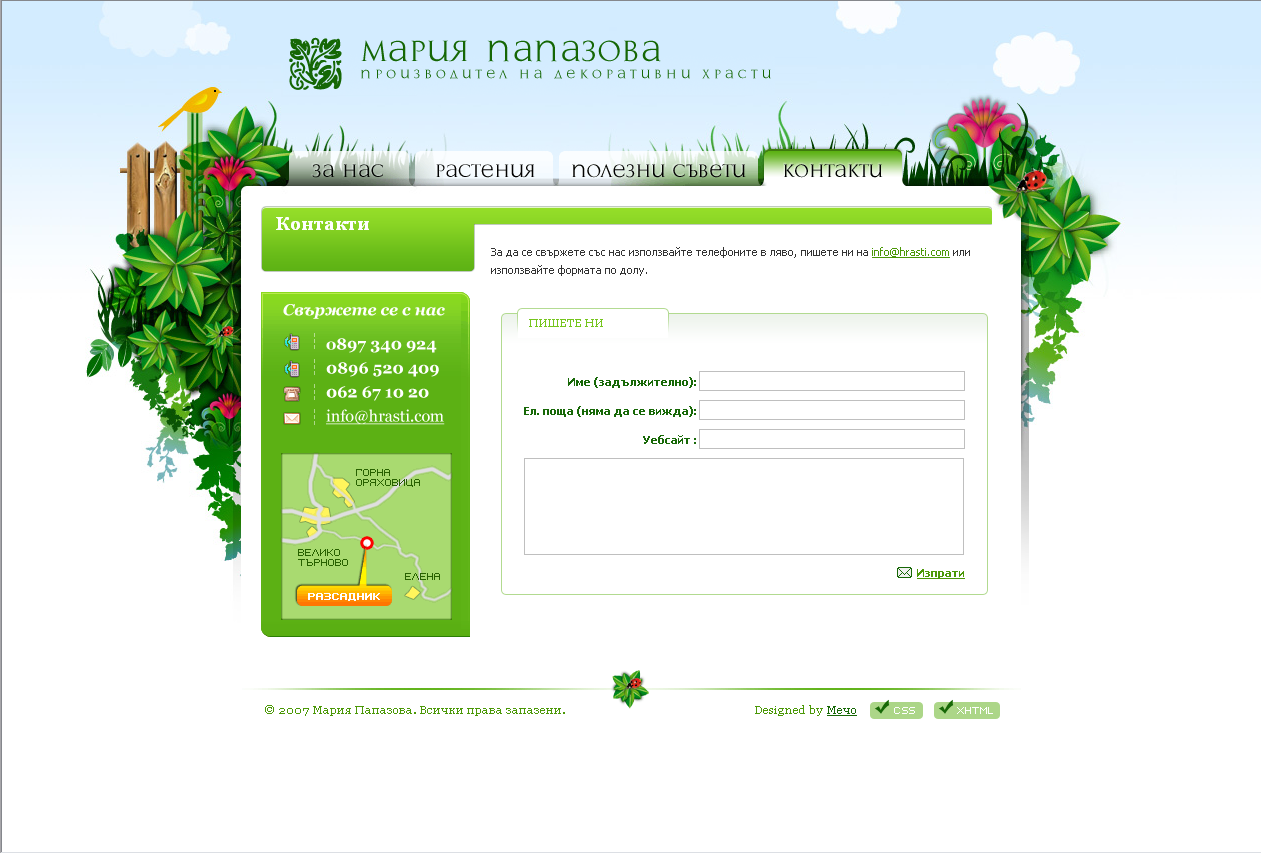 мария папазова
производител на декоративни храсти
за нас
растения
полезни съвети
контакти
Контакти
За да се свържете със нас използвайте телефоните в ляво, пишете ни на info@hrasti.com или
използвайте формата по долу.
Свържете се с нас
0897 340 924
0896 520 409
062 67 10 20
info@hrasti.com
ГОРНА
ОРЯХОВИЦА
ВЕЛИКО
ТЪРНОВО
ЕЛЕНА
РАЗСАДНИК
ПИШЕТЕ НИ
Име (задължително):
Ел. поща (няма да се вижда):
Уебсайт :
Изпрати
© 2007 Мария Папазова. Всички права запазени.
Designed by Мечо
CSS
XHTML